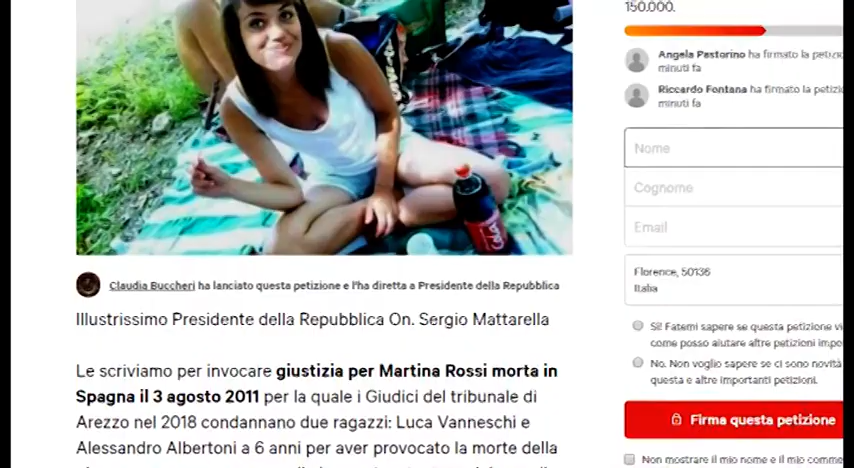 150.000.
Angela Pastorino ha firmato la petizio
minuti fa
Riccardo Fontana ha firmato la petizio
minuti fa
Nome
Cognome
Email
Florence, 50136
Italia
Sì! Fatemi sapere se questa petizione vi
come posso aiutare altre petizioni impo
No. Non voglio sapere se ci sono novità
questa e altre importanti petizioni.
Firma questa petizione
Non mostrare il mio nome e il mio comme
Claudia Buccheri ha lanciato questa petizione e l'ha diretta a Presidente della Repubblica
Illustrissimo Presidente della Repubblica On. Sergio Mattarella
Le scriviamo per invocare giustizia per Martina Rossi morta in
Spagna il 3 agosto 2011 per la quale i Giudici del tribunale di
Arezzo nel 2018 condannano due ragazzi: Luca Vanneschi e
Alessandro Albertoni a 6 anni per aver provocato la morte della